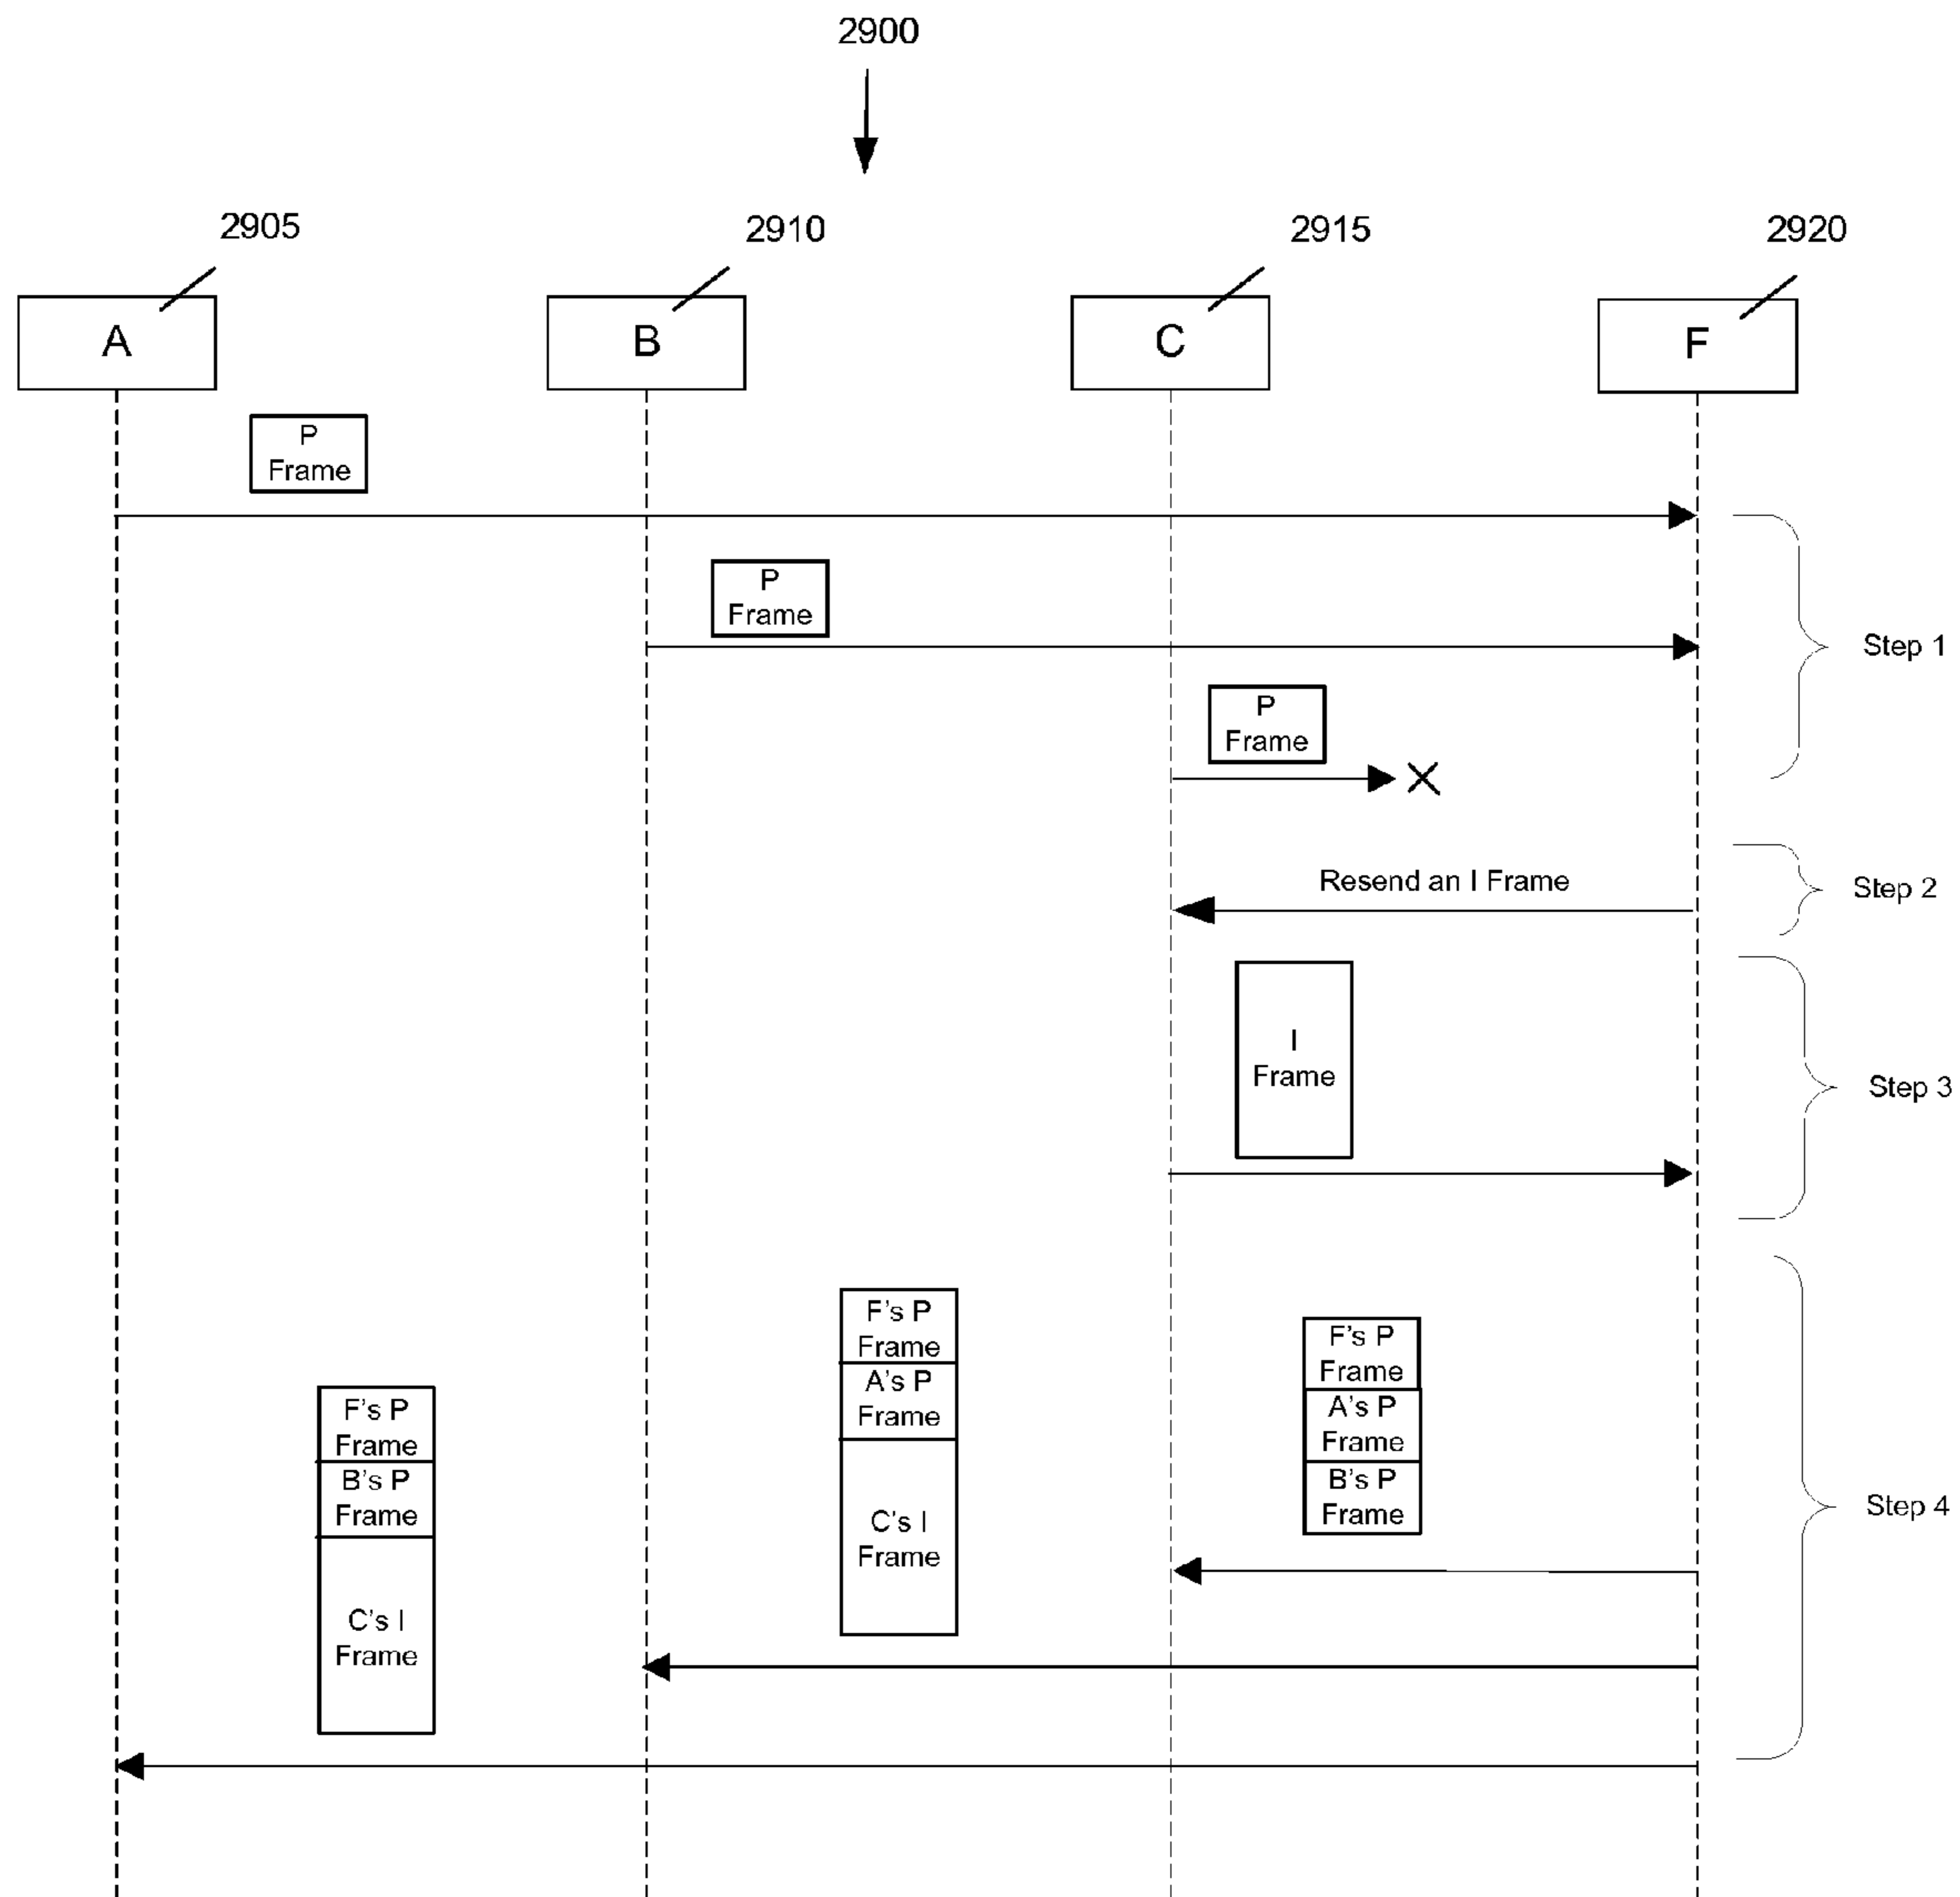 2900
2905
2910
2915
2920
A
B
C
F
P
Frame
P
Frame
Step 1
P
Frame
Resend an I Frame
Step 2
I
Frame
Step 3
F's P
Frame
A's P
Frame
C's I
Frame
F's P
Frame
A's P
Frame
B's P
Frame
F's P
Frame
B's P
Frame
C's I
Frame
Step 4